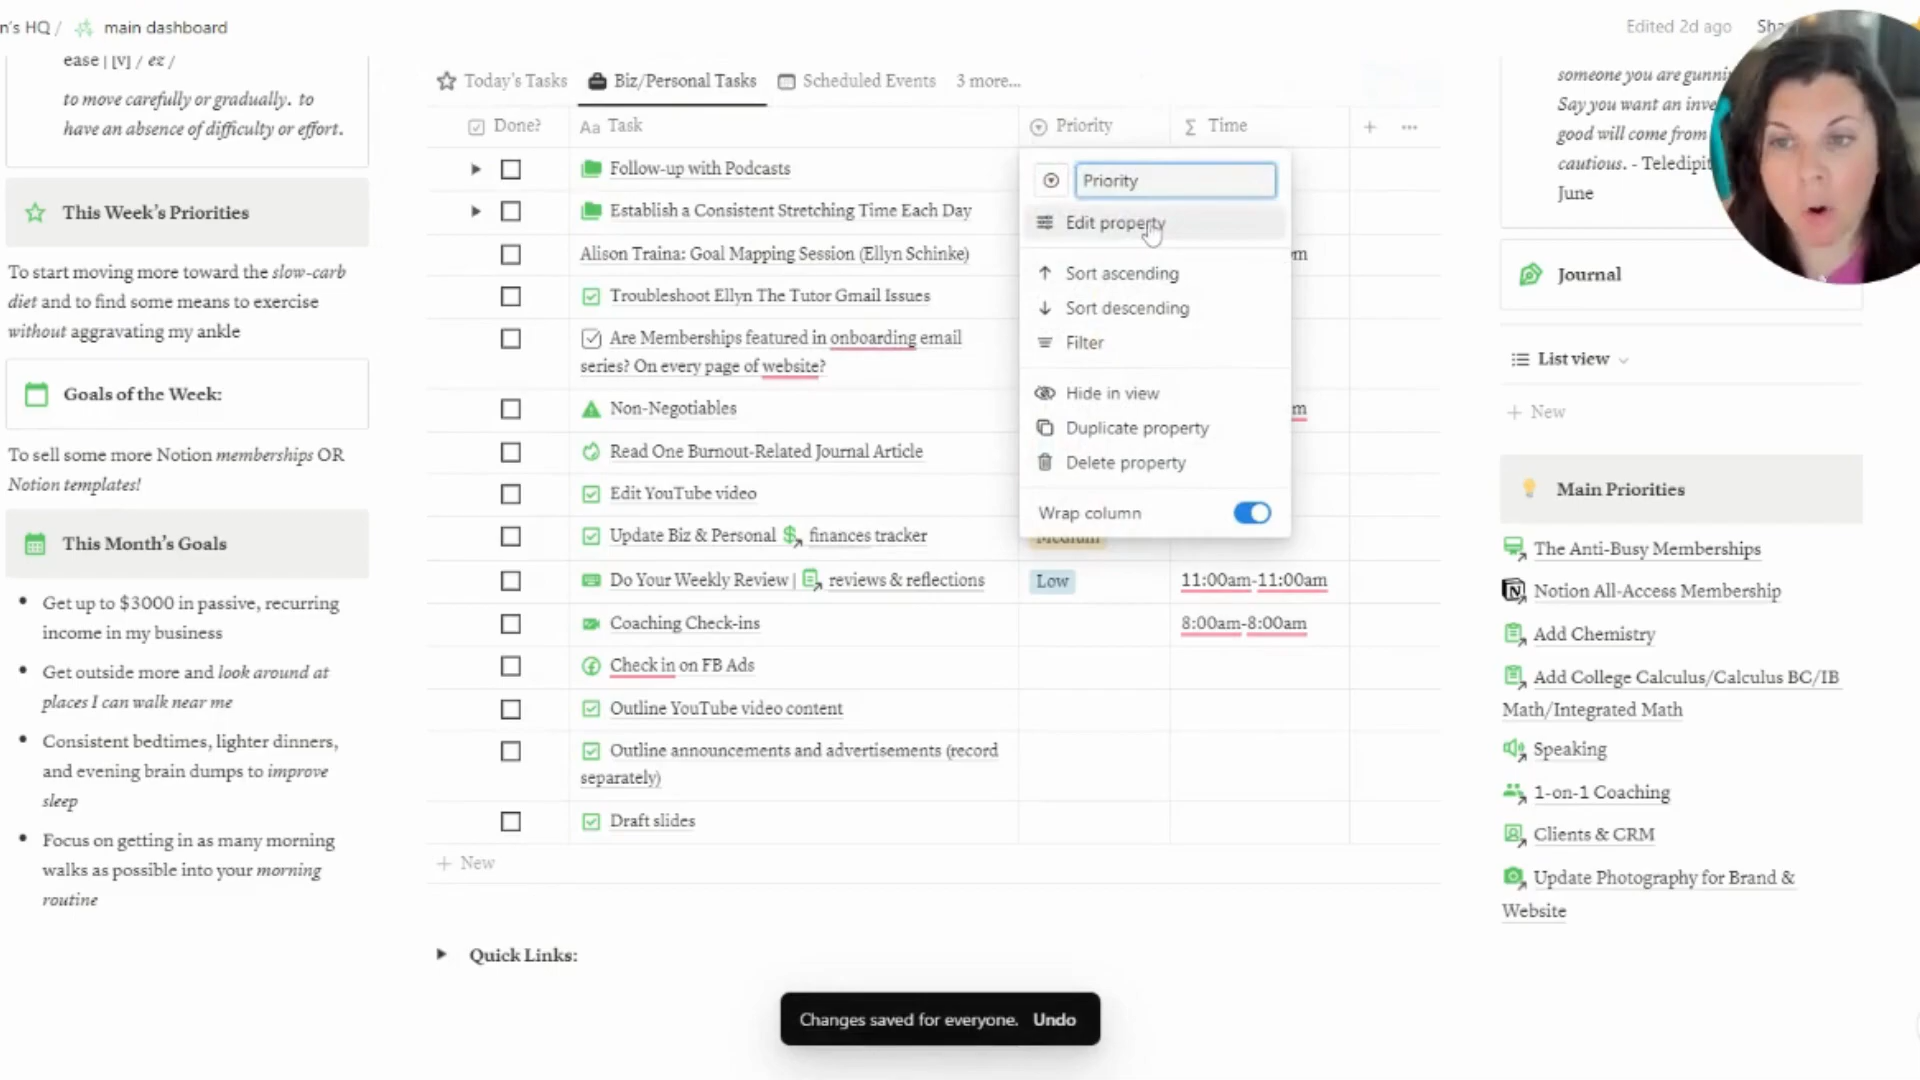 n's HQ / main dashboard
Edited 2d ago
ease | [v] / ez /
to move carefully or gradually. to
have an absence of difficulty or effort.
This Week's Priorities
To start moving more toward the slow-carb
diet and to find some means to exercise
without aggravating my ankle
Goals of the Week:
To sell some more Notion memberships OR
Notion templates!
This Month's Goals
Get up to $3000 in passive, recurring
income in my business
Get outside more and look around at
places I can walk near me
Consistent bedtimes, lighter dinners,
and evening brain dumps to improve
sleep
Focus on getting in as many morning
walks as possible into your morning
routine
Today's Tasks Biz/Personal Tasks Scheduled Events 3 more...
Done? Aa Task Priority Σ Time + ...
Follow-up with Podcasts
Establish a Consistent Stretching Time Each Day
Alison Traina: Goal Mapping Session (Ellyn Schinke)
Troubleshoot Ellyn The Tutor Gmail Issues
Are Memberships featured in onboarding email
series? On every page of website?
Non-Negotiables
Read One Burnout-Related Journal Article
Edit YouTube video
Update Biz & Personal finances tracker
Medium
Do Your Weekly Review | reviews & reflections Low 11:00am-11:00am
Coaching Check-ins 8:00am-8:00am
Check in on FB Ads
Outline YouTube video content
Outline announcements and advertisements (record
separately)
Draft slides
+ New
Quick Links:
Priority
Edit property
Sort ascending
Sort descending
Filter
Hide in view
Duplicate property
Delete property
Wrap column
m
m
Changes saved for everyone. Undo
someone you are
Say you want an
good will come from
cautious. -
June
Journal
List view
+ New
Main Priorities
The Anti-Busy Memberships
Notion All-Access Membership
Add Chemistry
Add College Calculus/Calculus BC/IB
Math/Integrated Math
Speaking
1-on-1 Coaching
Clients & CRM
Update Photography for Brand &
Website